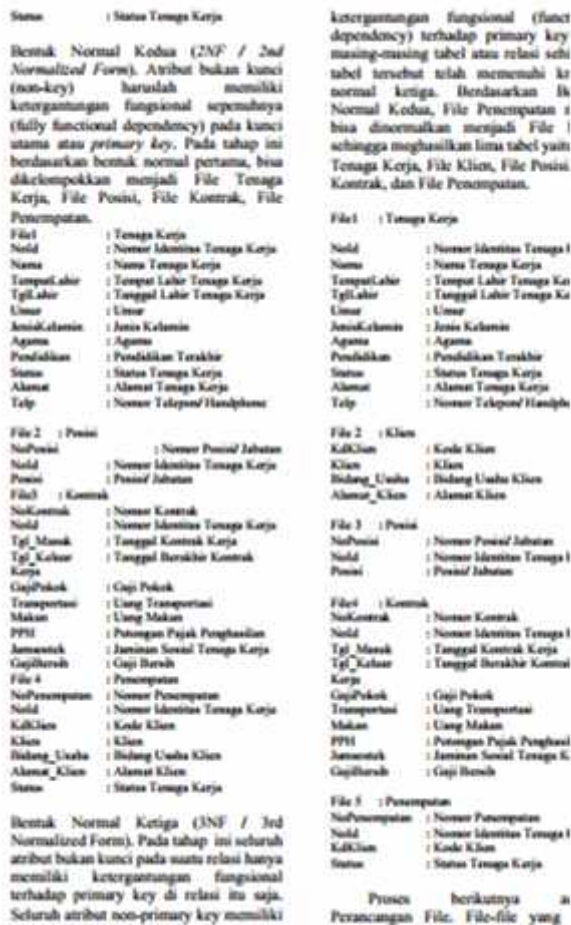 Status : Status Tenaga Kerja
Bentuk Normal Kedua (2NF / 2nd
Normalized Form). Atribut bukan kunci
(non-key) haruslah memiliki
ketergantungan fungsional sepenuhnya
(fully functional dependency) pada kunci
utama atau primary key. Pada tahap ini
berdasarkan bentuk normal pertama, bisa
dikelompokkan menjadi File Tenaga
Kerja, File Posisi, File Kontrak, File
Penempatan.
File1 : Tenaga Kerja
NoId : Nomor Identitas Tenaga Kerja
Nama : Nama Tenaga Kerja
TempatLahir : Tempat Lahir Tenaga Kerja
TglLahir : Tanggal Lahir Tenaga Kerja
Umur : Umur
JenisKelamin : Jenis Kelamin
Agama : Agama
Pendidikan : Pendidikan Terakhir
Status : Status Tenaga Kerja
Alamat : Alamat Tenaga Kerja
Telp : Nomor Telepon/ Handphone
File 2 : Posisi
NoPosisi : Nomor Posisi/ Jabatan
NoId : Nomor Identitas Tenaga Kerja
Posisi : Posisi/ Jabatan
File3 : Kontrak
NoKontrak : Nomor Kontrak
NoId : Nomor Identitas Tenaga Kerja
Tgl_Masuk : Tanggal Kontrak Kerja
Tgl_Keluar : Tanggal Berakhir Kontrak
Kerja
GajiPokok : Gaji Pokok
Transportasi : Uang Transportasi
Makan : Uang Makan
PPH : Potongan Pajak Penghasilan
Jamsostek : Jaminan Sosial Tenaga Kerja
GajiBersih : Gaji Bersih
File 4 : Penempatan
NoPenempatan : Nomor Penempatan
NoId : Nomor Identitas Tenaga Kerja
KdKlien : Kode Klien
Klien : Klien
Bidang_Usaha : Bidang Usaha Klien
Alamat_Klien : Alamat Klien
Status : Status Tenaga Kerja
Bentuk Normal Ketiga (3NF / 3rd
Normalized Form). Pada tahap ini seluruh
atribut bukan kunci pada suatu relasi hanya
memiliki ketergantungan fungsional
terhadap primary key di relasi itu saja.
Seluruh atribut non-primary key memiliki
ketergantungan fungsional (funct
dependency) terhadap primary key
masing-masing tabel atau relasi sehi
tabel tersebut telah memenuhi
normal ketiga. Berdasarkan Be
Normal Kedua, File Penempatan
bisa dinormalkan menjadi File
sehingga meghasilkan lima tabel yait
Tenaga Kerja, File Klien, File Posisi
Kontrak, dan File Penempatan.
File1 : Tenaga Kerja
NoId : Nomor Identitas Tenaga
Nama : Nama Tenaga Kerja
TempatLahir : Tempat Lahir Tenaga Ker
TglLahir : Tanggal Lahir Tenaga Ke
Umur : Umur
JenisKelamin : Jenis Kelamin
Agama : Agama
Pendidikan : Pendidikan Terakhir
Status : Status Tenaga Kerja
Alamat : Alamat Tenaga Kerja
Telp : Nomor Telepon/ Handph
File 2 : Klien
KdKlien : Kode Klien
Klien : Klien
Bidang_Usaha : Bidang Usaha Klien
Alamat_Klien : Alamat Klien
File 3 : Posisi
NoPosisi : Nomor Posisi/ Jabatan
NoId : Nomor Identitas Tenaga
Posisi : Posisi/ Jabatan
File4 : Kontrak
NoKontrak : Nomor Kontrak
NoId : Nomor Identitas Tenaga
Tgl_Masuk : Tanggal Kontrak Kerja
Tgl_Keluar : Tanggal Berakhir Kontrak
Kerja
GajiPokok : Gaji Pokok
Transportasi : Uang Transportasi
Makan : Uang Makan
PPH : Potongan Pajak Penghasil
Jamsostek : Jaminan Sosial Tenaga K
GajiBersih : Gaji Bersih
File 5 : Penempatan
NoPenempatan : Nomor Penempatan
NoId : Nomor Identitas Tenaga
KdKlien : Kode Klien
Status : Status Tenaga Kerja
Proses berikutnya
Perancangan File. File-file yang